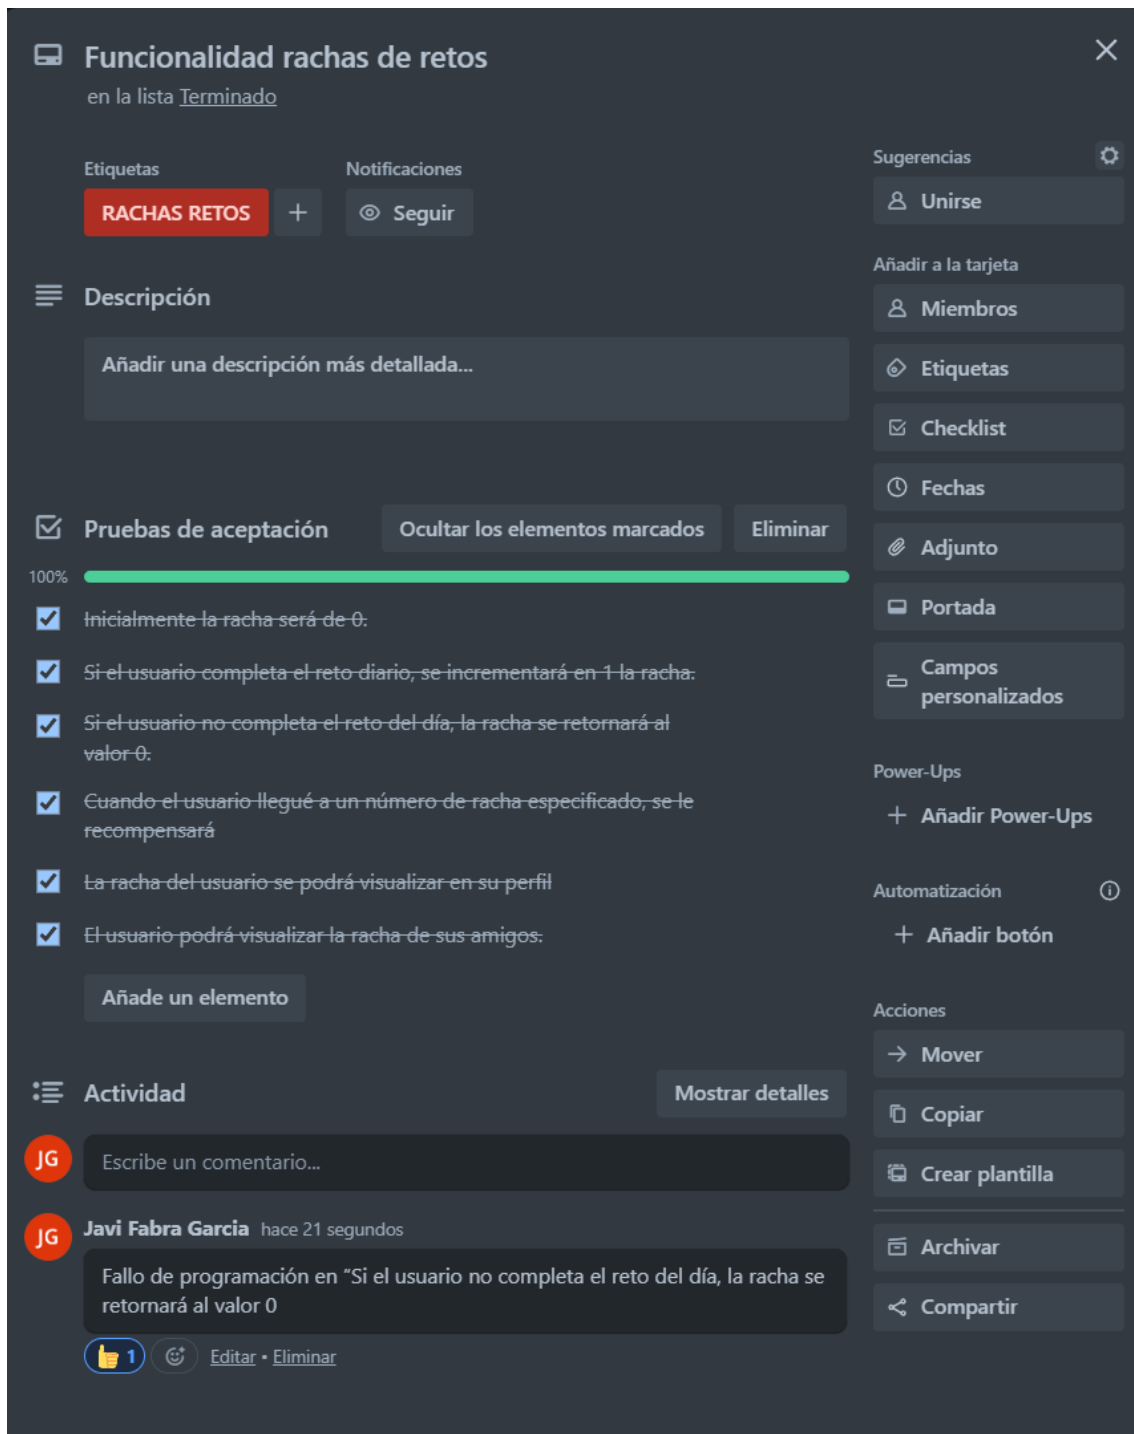 Funcionalidad rachas de retos
en la lista Terminado
Etiquetas
Notificaciones
RACHAS RETOS
Seguir
Descripción
Añadir una descripción más detallada...
Pruebas de aceptación
Ocultar los elementos marcados
Eliminar
100%
Inicialmente la racha será de 0.
Si el usuario completa el reto diario, se incrementará en 1 la racha.
Si el usuario no completa el reto del día, la racha se retornará al
valor 0.
Cuando el usuario llegué a un número de racha especificado, se le
recompensará
La racha del usuario se podrá visualizar en su perfil
El usuario podrá visualizar la racha de sus amigos.
Añade un elemento
Actividad
Mostrar detalles
JG
Escribe un comentario...
JG
Javi Fabra Garcia hace 21 segundos
Fallo de programación en “Si el usuario no completa el reto del día, la racha se
retornará al valor 0
1
Editar • Eliminar
Sugerencias
Unirse
Añadir a la tarjeta
Miembros
Etiquetas
Checklist
Fechas
Adjunto
Portada
Campos
personalizados
Power-Ups
+ Añadir Power-Ups
Automatización
+ Añadir botón
Acciones
Mover
Copiar
Crear plantilla
Archivar
Compartir